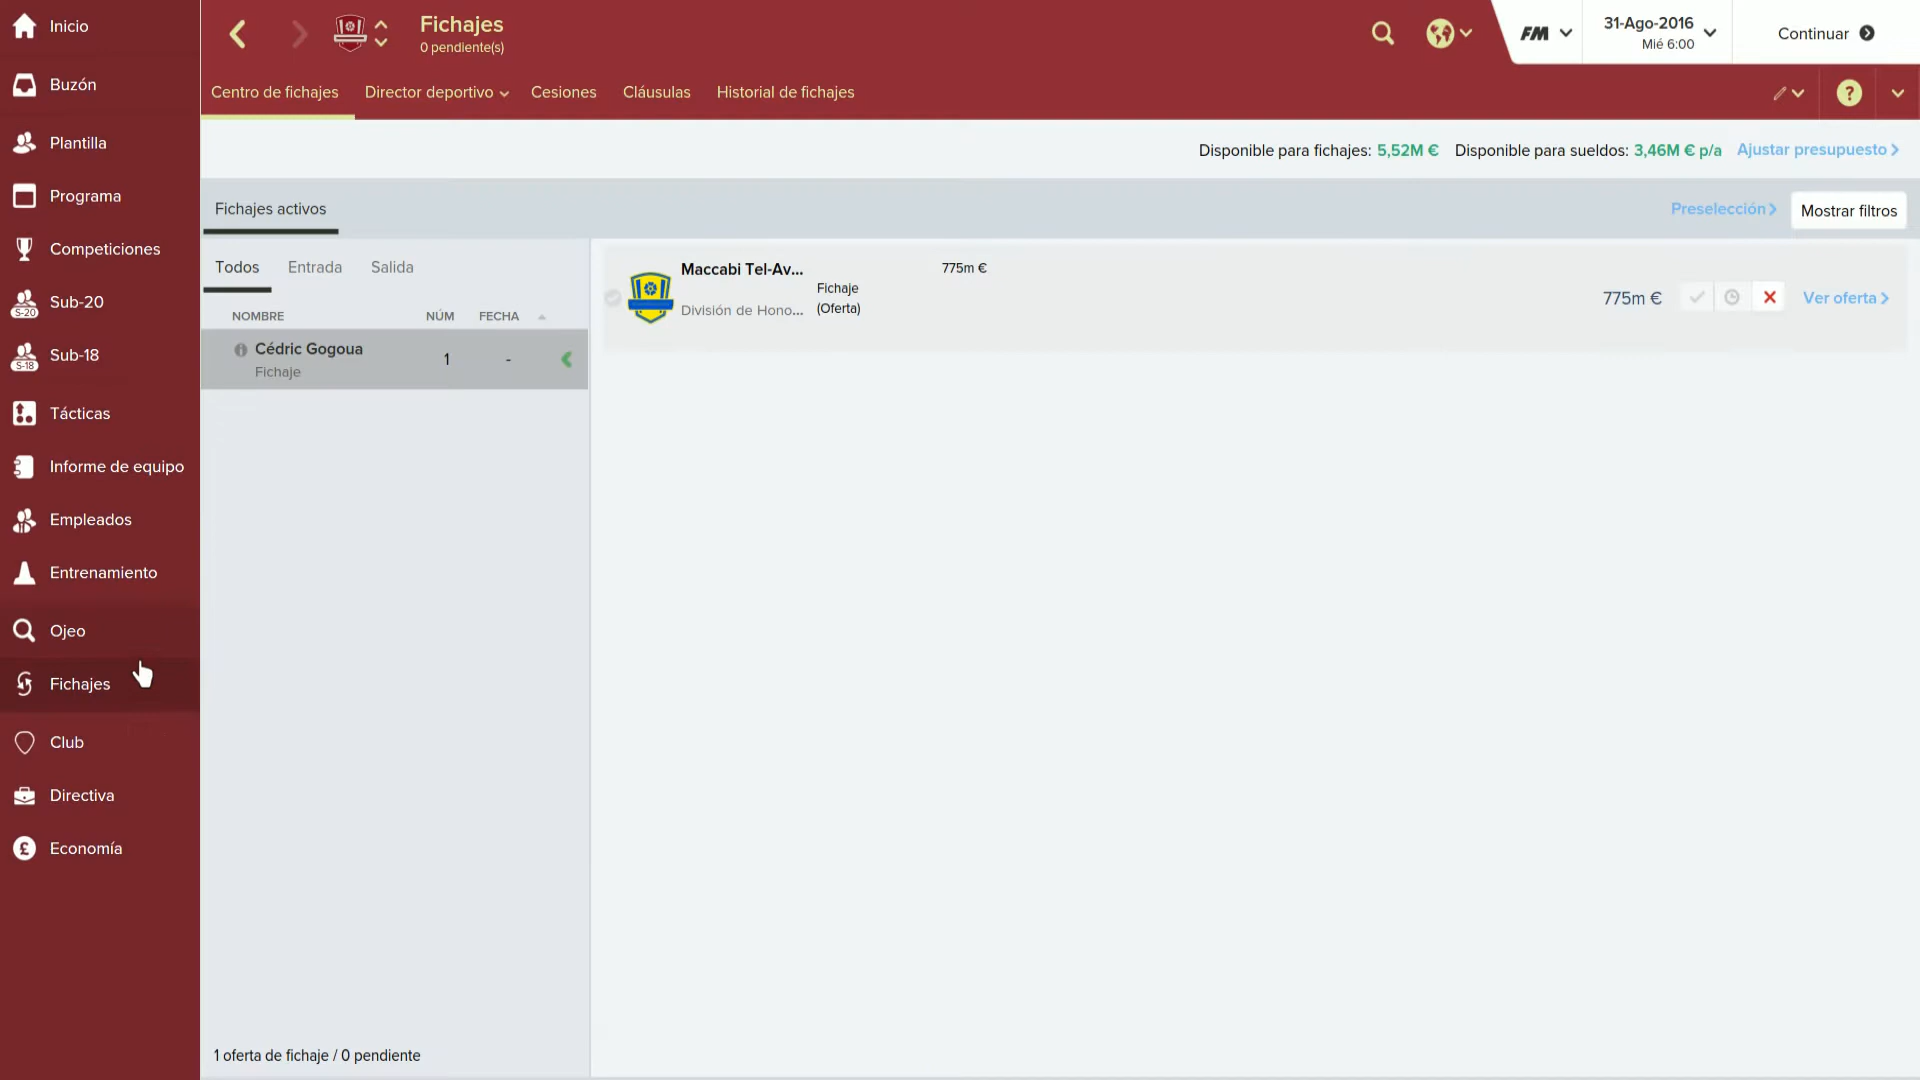 Inicio
Buzón
Plantilla
Programa
Competiciones
Sub-20
S-20
Sub-18
S-18
Tácticas
Informe de equipo
Empleados
Entrenamiento
Ojeo
Fichajes
Club
Directiva
Economía
Fichajes
0 pendiente(s)
FM
31-Ago-2016
Mié 6:00
Continuar
Centro de fichajes
Director deportivo
Cesiones
Cláusulas
Historial de fichajes
?
Disponible para fichajes: 5,52M € Disponible para sueldos: 3,46M € p/a Ajustar presupuesto
Fichajes activos
Preselección
Mostrar filtros
Todos
Entrada
Salida
NOMBRE
NÚM
FECHA
Cédric Gogoua
Fichaje
1
-
1 oferta de fichaje / 0 pendiente
Maccabi Tel-Av...
División de Hono...
Fichaje
(Oferta)
775m €
775m €
Ver oferta